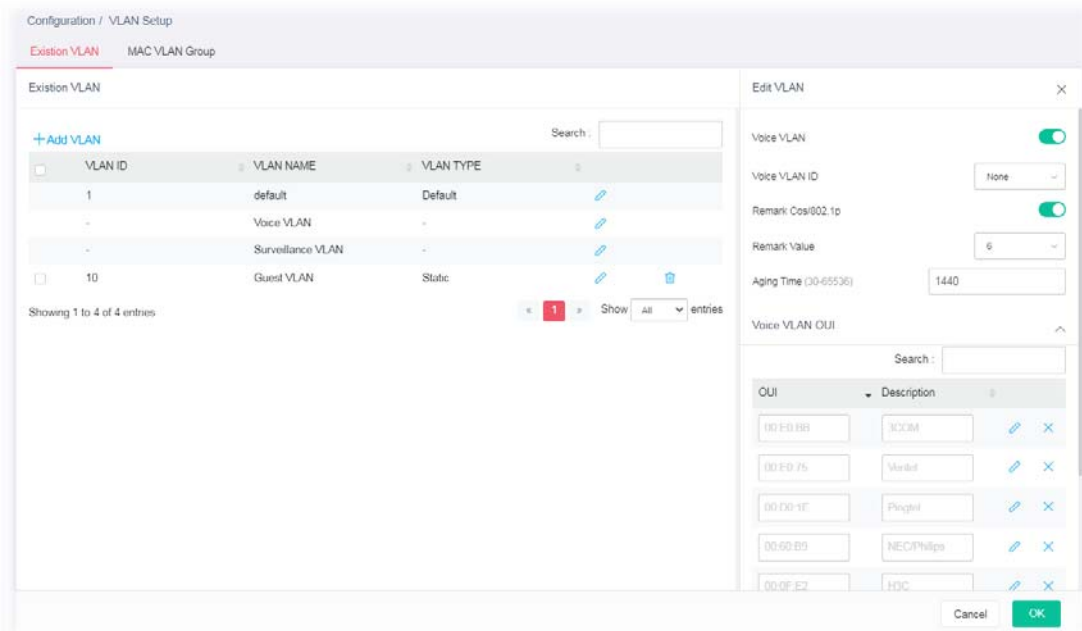 Configuration / VLAN Setup
Existion VLAN MAC VLAN Group
Existion VLAN
+Add VLAN Search :
VLAN ID VLAN NAME VLAN TYPE
1 default Default
- Voice VLAN -
- Surveillance VLAN -
10 Guest VLAN Static
Showing 1 to 4 of 4 entries « 1 » Show All entries
Edit VLAN
Voice VLAN
Voice VLAN ID None
Remark Cos/802.1p
Remark Value 6
Aging Time (30-65536) 1440
Voice VLAN OUI
Search :
OUI Description
00:E0:BB 3COM
00:E0:75 Veritel
00:D0:1E Pingtel
00:60:B9 NEC/Philips
00:0F:E2 H3C
Cancel OK